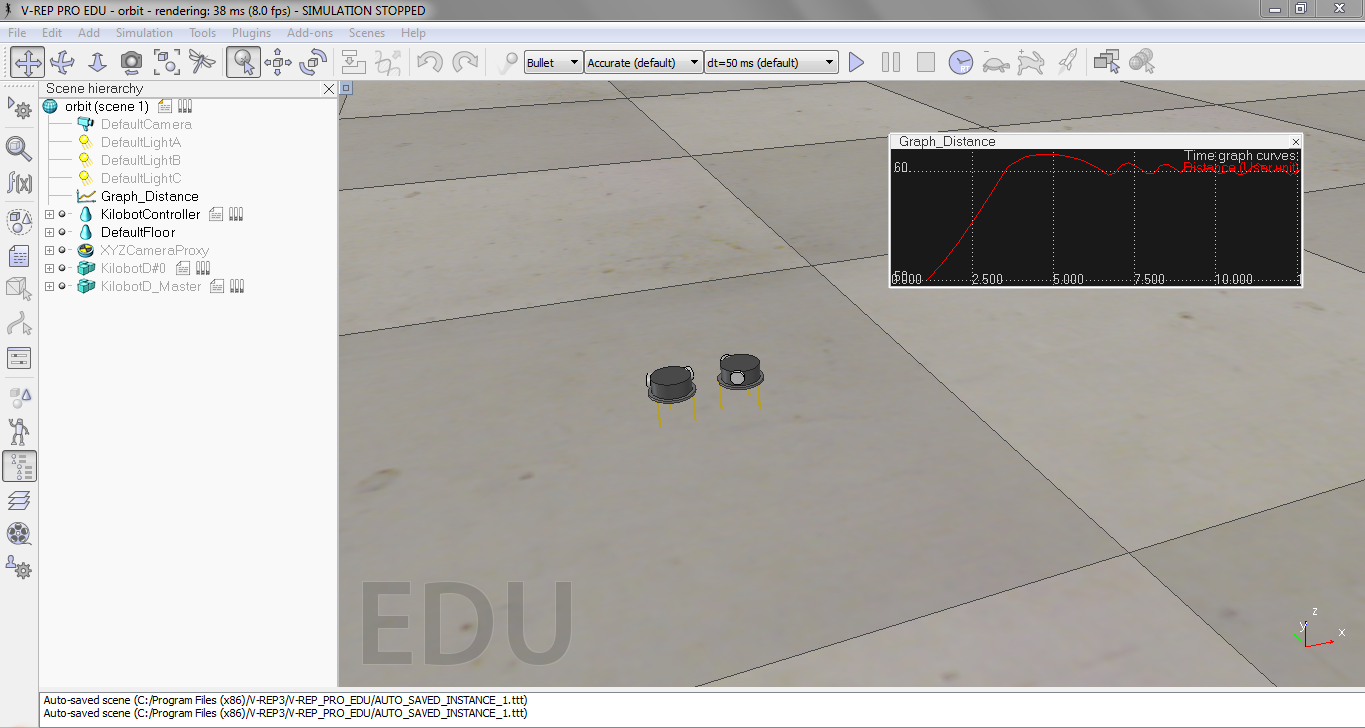 V-REP PRO EDU - orbit - rendering: 38 ms (8.0 fps) - SIMULATION STOPPED
File Edit Add Simulation Tools Plugins Add-ons Scenes Help
Bullet Accurate (default) dt=50 ms (default)
RT
f(x)
Scene hierarchy
orbit (scene 1)
DefaultCamera
DefaultLightA
DefaultLightB
DefaultLightC
Graph_Distance
KilobotController
DefaultFloor
XYZCameraProxy
KilobotD#0
KilobotD_Master
Graph_Distance
Time graph curves:
Distance [User unit]
60.
50.
0.000 2.500 5.000 7.500 10.000 1
EDU
z
y
x
Auto-saved scene (C:/Program Files (x86)/V-REP3/V-REP_PRO_EDU/AUTO_SAVED_INSTANCE_1.ttt)
Auto-saved scene (C:/Program Files (x86)/V-REP3/V-REP_PRO_EDU/AUTO_SAVED_INSTANCE_1.ttt)